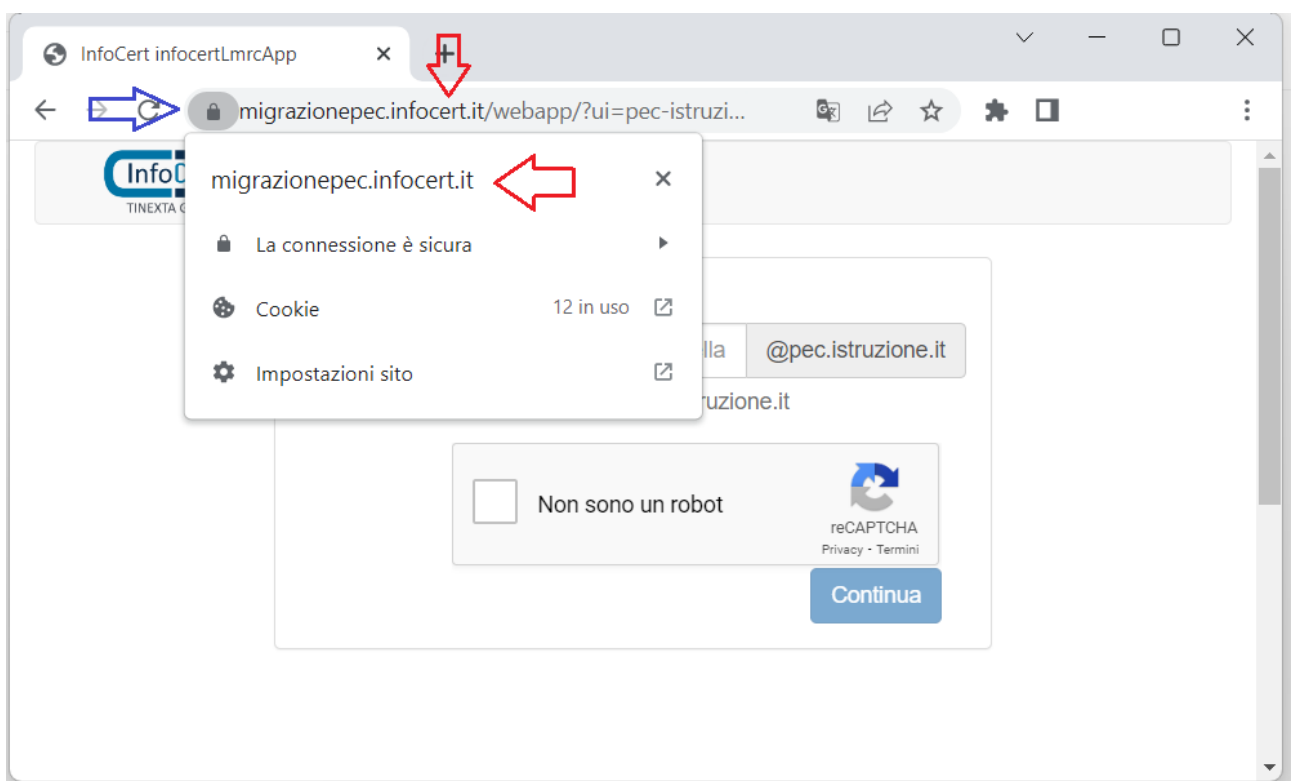 InfoCert infocertLmrcApp
migrazionepec.infocert.it/webapp/?ui=pec-istruzi...
Info
TINEXTA
migrazionepec.infocert.it
La connessione è sicura
Cookie 12 in uso
lla @pec.istruzione.it
Impostazioni sito
ruzione.it
Non sono un robot
reCAPTCHA
Privacy - Termini
Continua